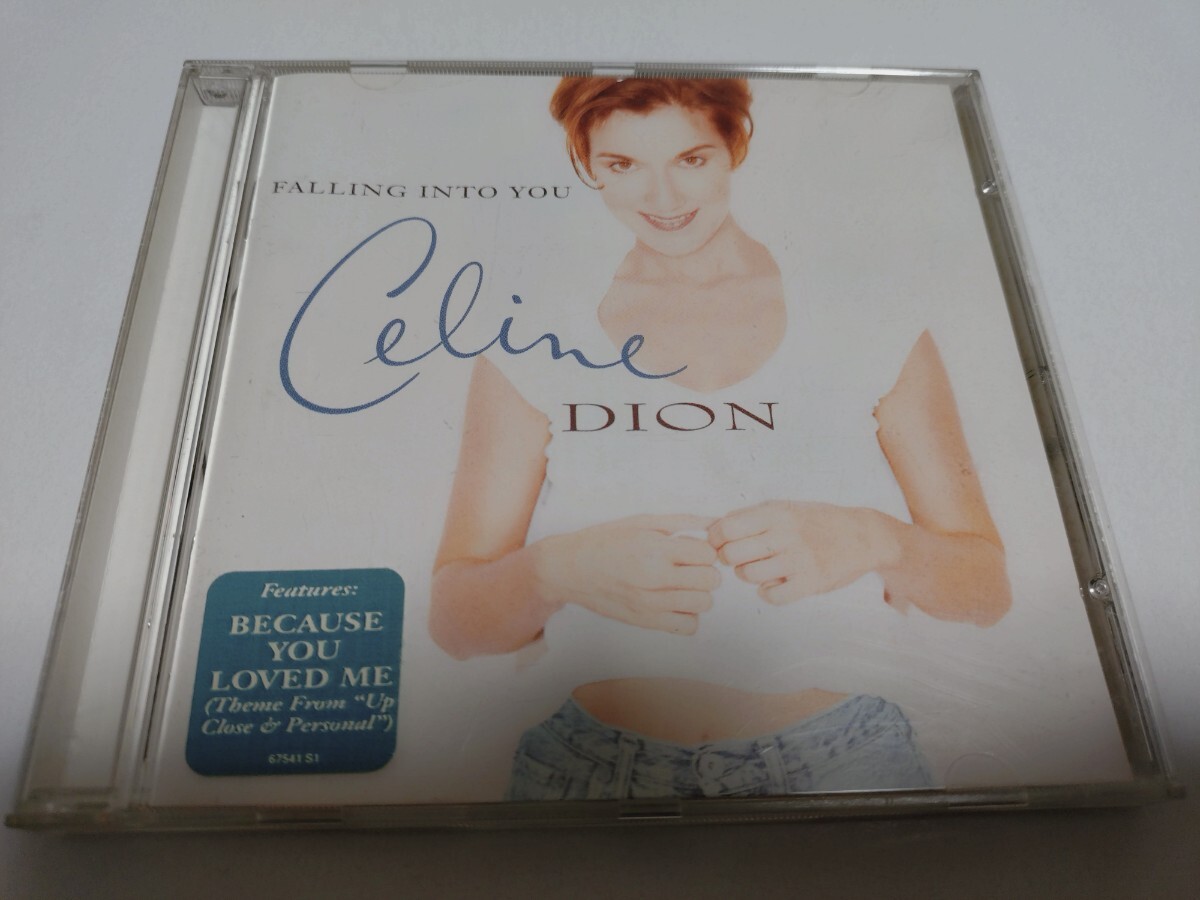 FALLING INTO YOU
Celine
DION
Features:
BECAUSE
YOU
LOVED ME
(Theme From "Up
Close & Personal")
67541 S1